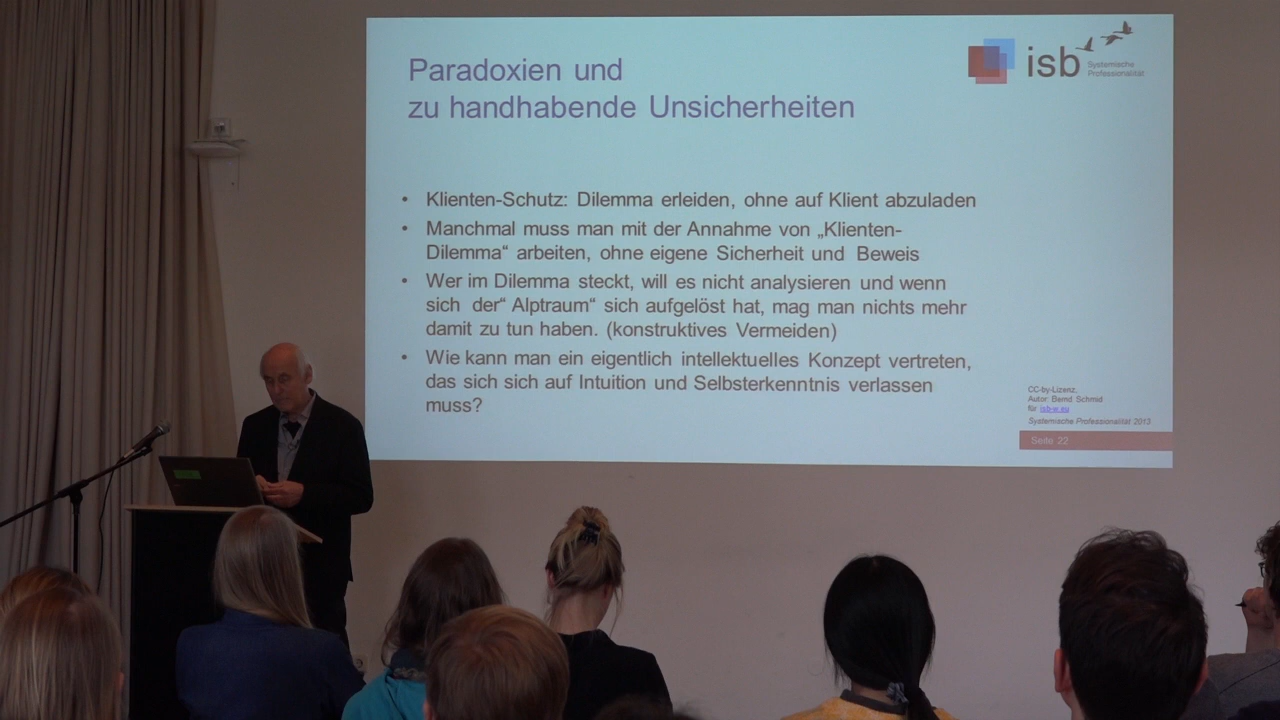 Paradoxien und
zu handhabende Unsicherheiten
isb
Systemische
Professionalität
• Klienten-Schutz: Dilemma erleiden, ohne auf Klient abzuladen
• Manchmal muss man mit der Annahme von „Klienten-
Dilemma“ arbeiten, ohne eigene Sicherheit und Beweis
• Wer im Dilemma steckt, will es nicht analysieren und wenn
sich der“ Alptraum“ sich aufgelöst hat, mag man nichts mehr
damit zu tun haben. (konstruktives Vermeiden)
• Wie kann man ein eigentlich intellektuelles Konzept vertreten,
das sich sich auf Intuition und Selbsterkenntnis verlassen
muss?
CC-by-Lizenz,
Autor: Bernd Schmid
für isb-w.eu
Systemische Professionalität 2013
Seite 22